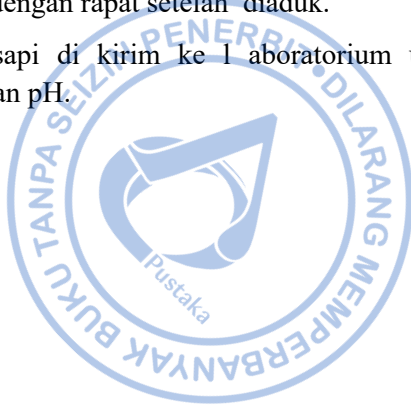 dengan rapat setelah diaduk.
sapi di kirim ke l aboratorium t
an pH.
DILARANG MEMPERBANYAK BUKU TANPA SEIZIN PENERBIT •
Pustaka